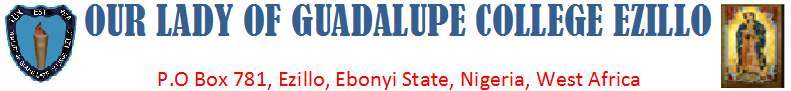 OUR LADY OF GUADALUPE COLLEGE EZILLO
P.O Box 781, Ezillo, Ebonyi State, Nigeria, West Africa